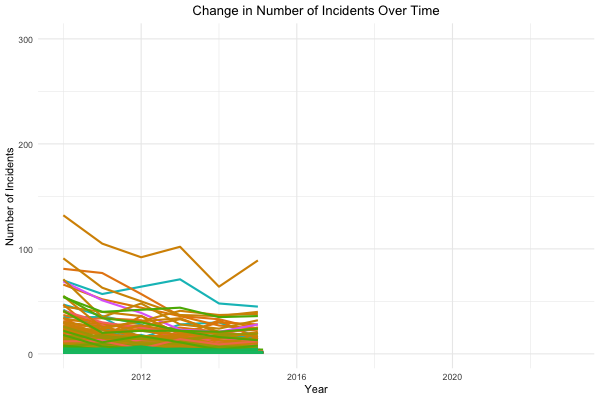 Change in Number of Incidents Over Time
300
200
100
0
Number of Incidents
2012
2016
2020
Year